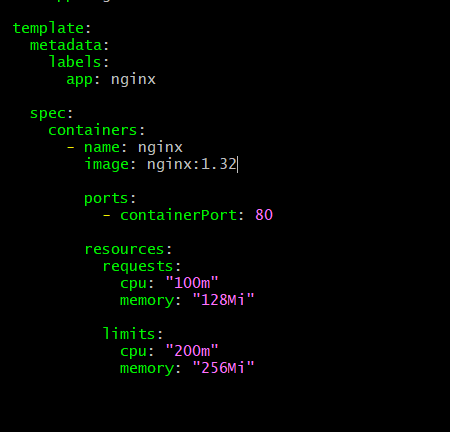 template:
metadata:
labels:
app: nginx
spec:
containers:
- name: nginx
image: nginx:1.32
ports:
- containerPort: 80
resources:
requests:
cpu: "100m"
memory: "128Mi"
limits:
cpu: "200m"
memory: "256Mi"